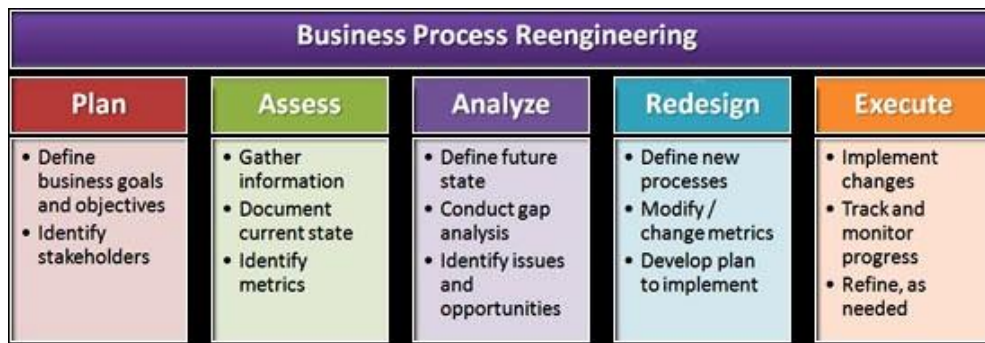 Business Process Reengineering
Plan
• Define
business goals
and objectives
• Identify
stakeholders
Assess
• Gather
information
• Document
current state
• Identify
metrics
Analyze
• Define future
state
• Conduct gap
analysis
• Identify issues
and
opportunities
Redesign
• Define new
processes
• Modify /
change metrics
• Develop plan
to implement
Execute
• Implement
changes
• Track and
monitor
progress
• Refine, as
needed